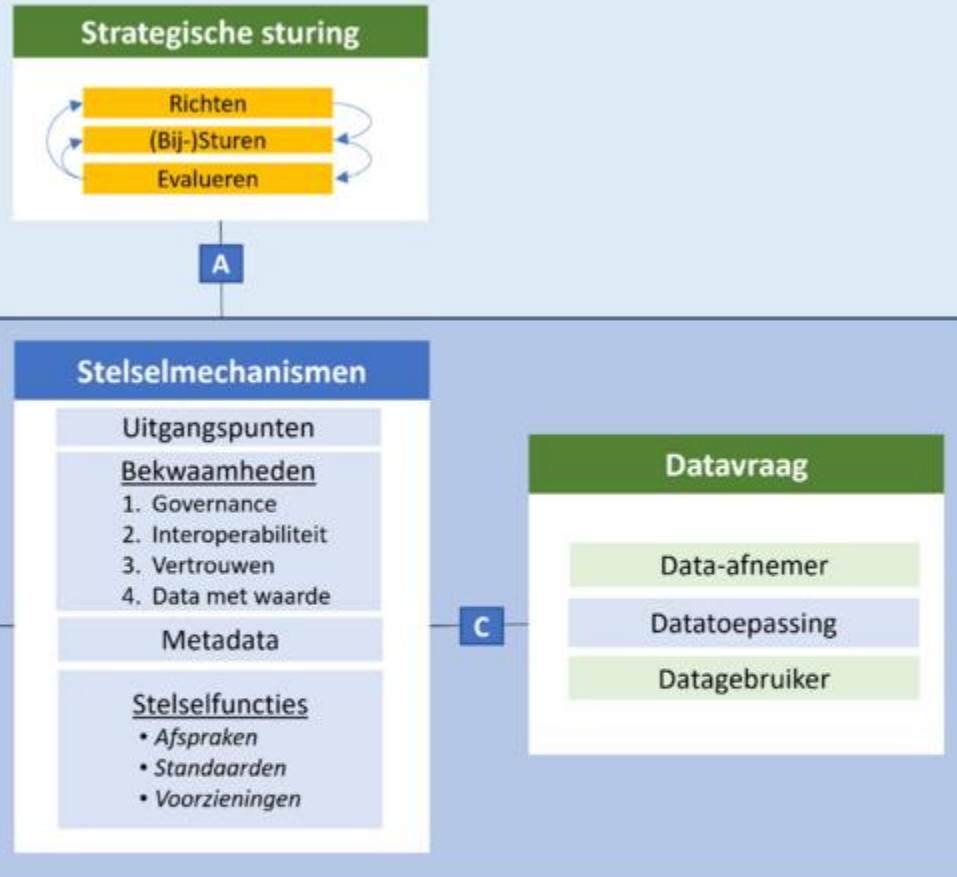 Strategische sturing
Richten
(Bij-)Sturen
Evalueren
A
Stelselmechanismen
Uitgangspunten
Bekwaamheden
1. Governance
2. Interoperabiliteit
3. Vertrouwen
4. Data met waarde
Metadata
Stelselfuncties
• Afspraken
• Standaarden
• Voorzieningen
C
Datavraag
Data-afnemer
Datatoepassing
Datagebruiker